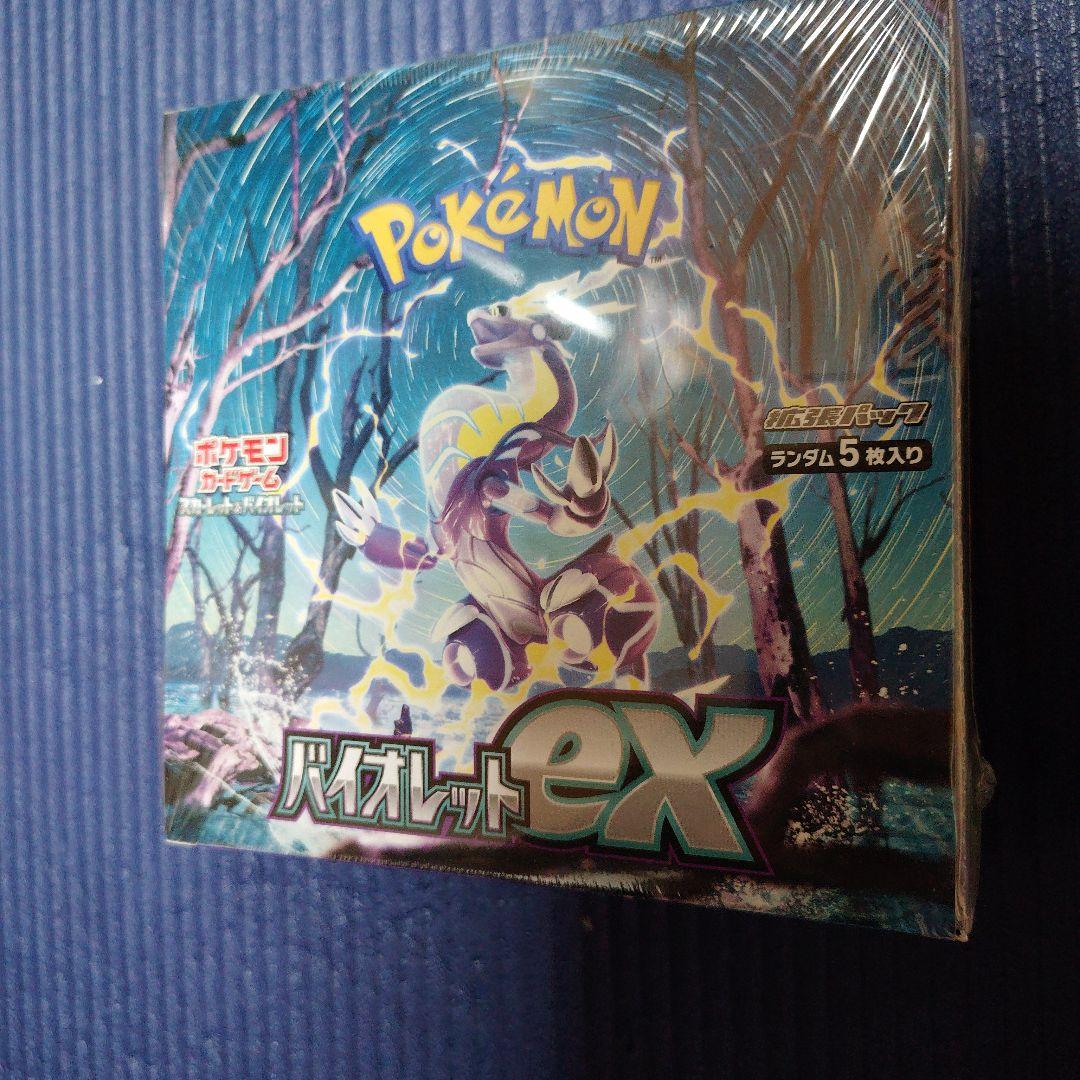 POKéMON
TM
拡張パック
ランダム5枚入り
ポケモン
カードゲーム
スカーレット&バイオレット
バイオレットex